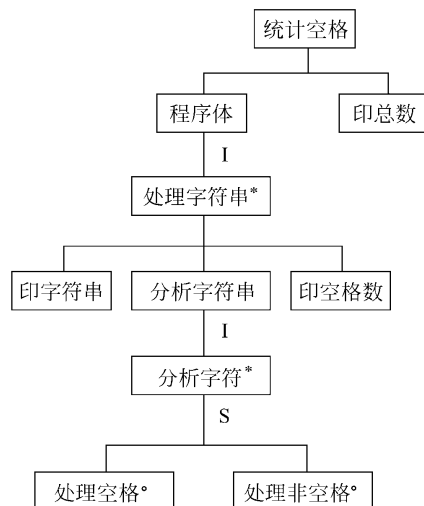 统计空格
程序体 印总数
I
处理字符串*
印字符串 分析字符串 印空格数
I
分析字符*
S
处理空格° 处理非空格°